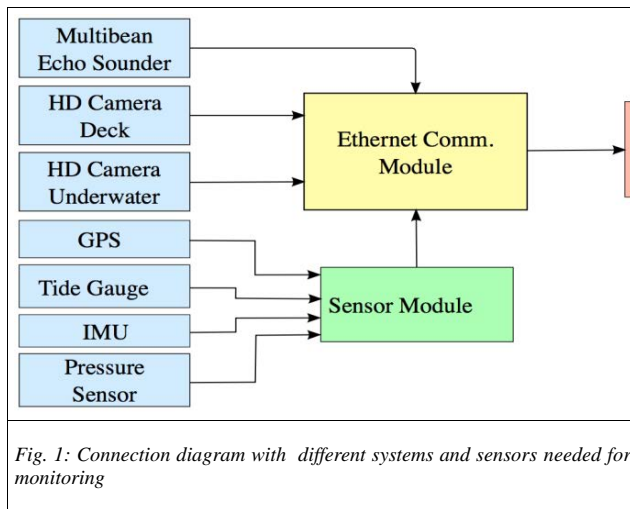 Multibean
Echo Sounder
HD Camera
Deck
HD Camera
Underwater
GPS
Tide Gauge
IMU
Pressure
Sensor
Ethernet Comm.
Module
Sensor Module
Fig. 1: Connection diagram with different systems and sensors needed for
monitoring